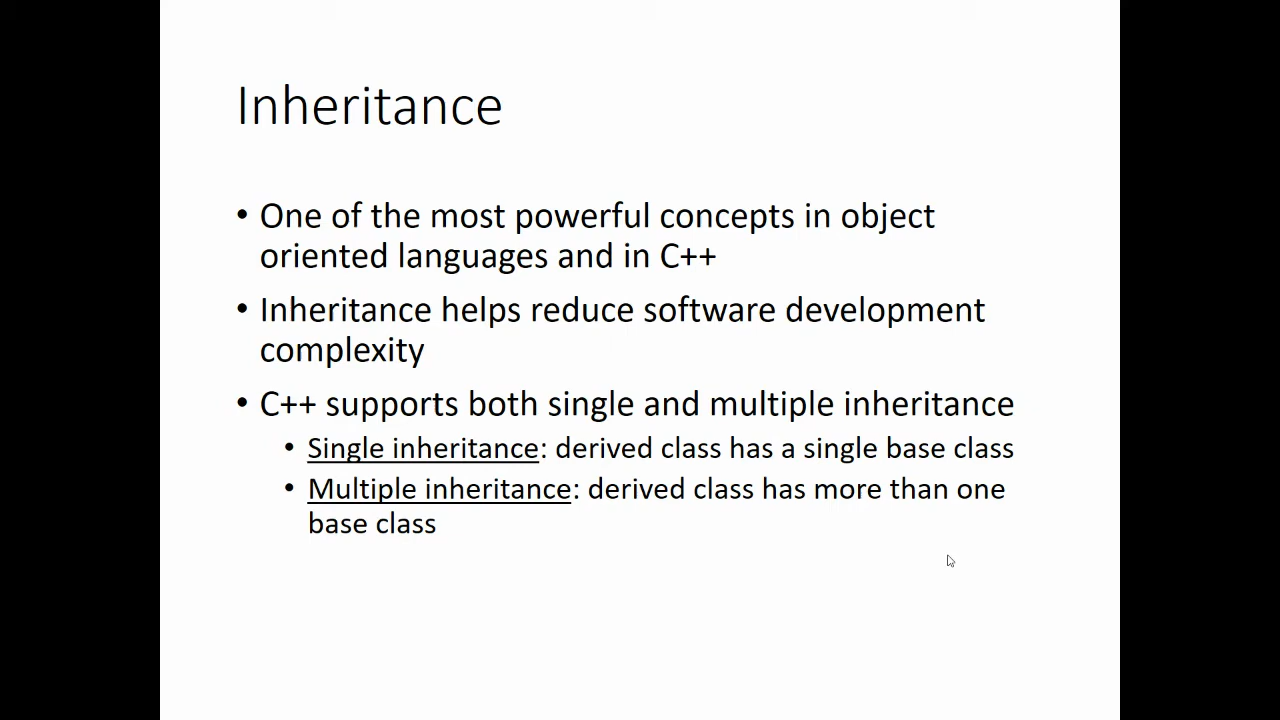 Inheritance
• One of the most powerful concepts in object
oriented languages and in C++
• Inheritance helps reduce software development
complexity
• C++ supports both single and multiple inheritance
• Single inheritance: derived class has a single base class
• Multiple inheritance: derived class has more than one
base class